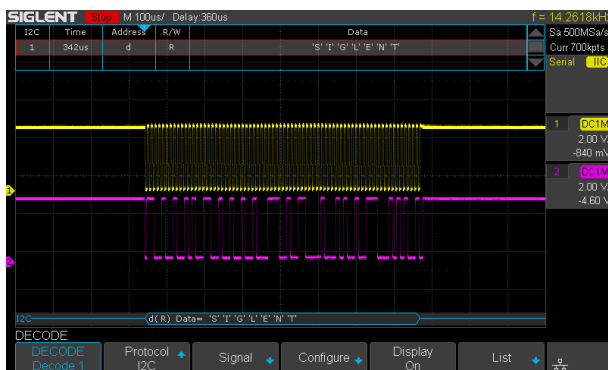 SIGLENT Stop M 100us/ Delay:360us f = 14.2618kHz
I2C Time Address R/W Data Sa 500MSa/s
1 342us d R 'S' 'I' 'G' 'L' 'E' 'N' 'T' Curr 700kpts
Serial IIC
1 DC1M
2.00 V
-840 mV
2 DC1M
2.00 V
-4.60 V
1
2
I2C d(R) Data= 'S' 'I' 'G' 'L' 'E' 'N' 'T'
DECODE
DECODE Protocol Signal Configure Display List
Decode 1 I2C On